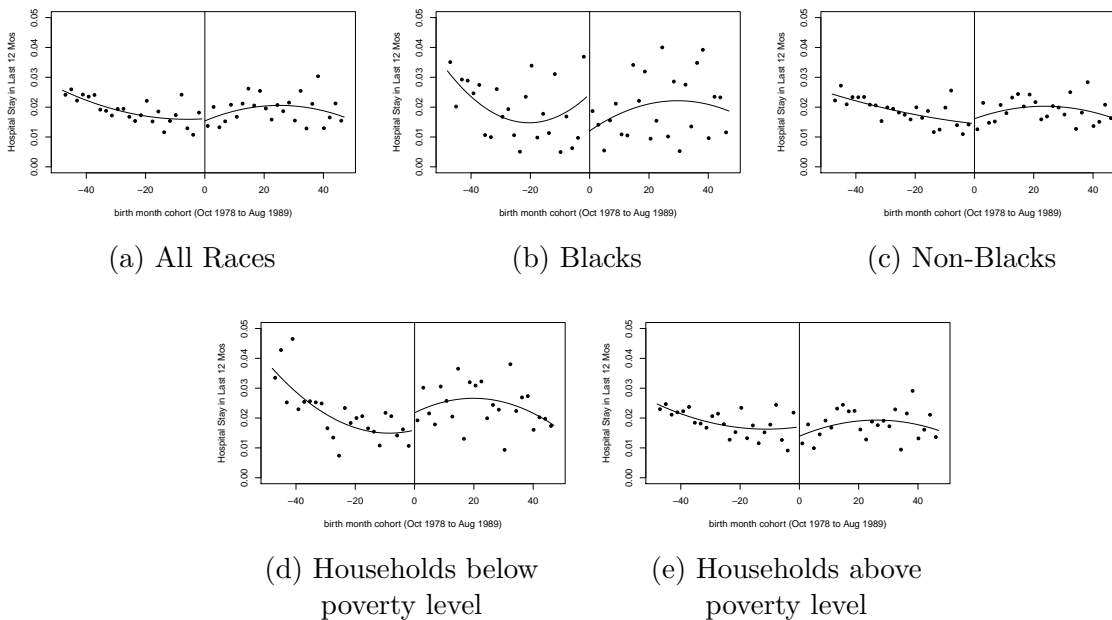 Hospital Stay in Last 12 Mos
0.00 0.01 0.02 0.03 0.04 0.05
−40 −20 0 20 40
birth month cohort (Oct 1978 to Aug 1989)
(a) All Races
Hospital Stay in Last 12 Mos
0.00 0.01 0.02 0.03 0.04 0.05
−40 −20 0 20 40
birth month cohort (Oct 1978 to Aug 1989)
(b) Blacks
Hospital Stay in Last 12 Mos
0.00 0.01 0.02 0.03 0.04 0.05
−40 −20 0 20 40
birth month cohort (Oct 1978 to Aug 1989)
(c) Non-Blacks
Hospital Stay in Last 12 Mos
0.00 0.01 0.02 0.03 0.04 0.05
−40 −20 0 20 40
birth month cohort (Oct 1978 to Aug 1989)
(d) Households below
poverty level
Hospital Stay in Last 12 Mos
0.00 0.01 0.02 0.03 0.04 0.05
−40 −20 0 20 40
birth month cohort (Oct 1978 to Aug 1989)
(e) Households above
poverty level